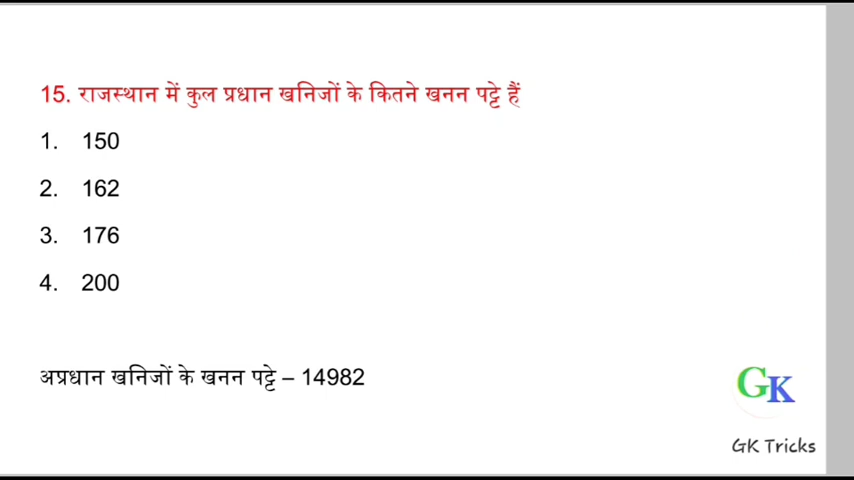 15. राजस्थान में कुल प्रधान खनिजों के कितने खनन पट्टे हैं
1. 150
2. 162
3. 176
4. 200
अप्रधान खनिजों के खनन पट्टे – 14982
GK
GK Tricks